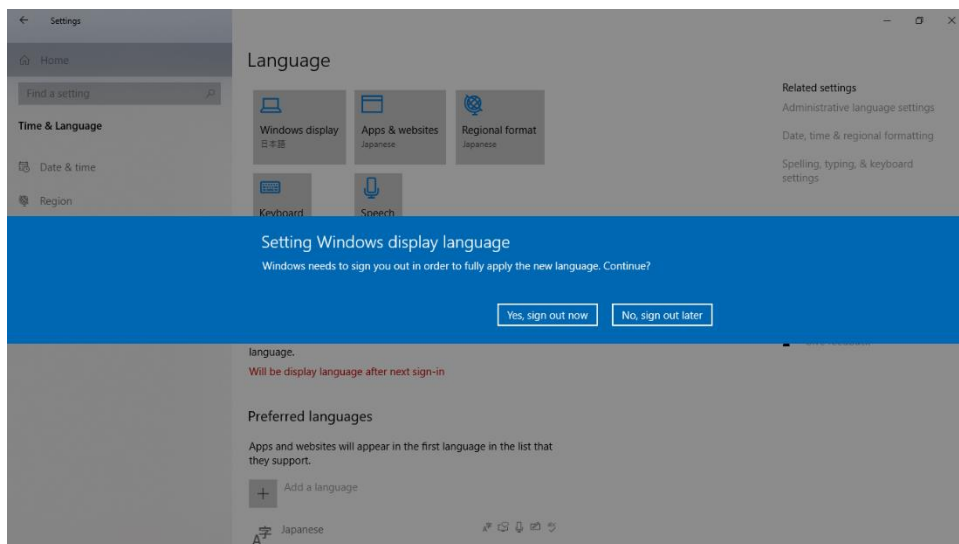 Settings
Home
Find a setting
Time & Language
Date & time
Region
Language
Windows display
日本語
Apps & websites
Japanese
Regional format
Japanese
Keyboard
Speech
Related settings
Administrative language settings
Date, time & regional formatting
Spelling, typing, & keyboard
settings
Setting Windows display language
Windows needs to sign you out in order to fully apply the new language. Continue?
Yes, sign out now
No, sign out later
language.
Will be display language after next sign-in
Preferred languages
Apps and websites will appear in the first language in the list that
they support.
Add a language
Japanese